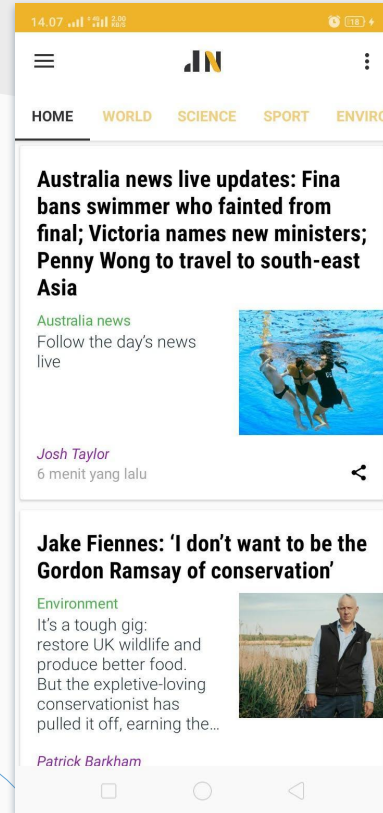 14.07
2.00
KB/S
18
HOME WORLD SCIENCE SPORT ENVIRO
Australia news live updates: Fina
bans swimmer who fainted from
final; Victoria names new ministers;
Penny Wong to travel to south-east
Asia
Australia news
Follow the day's news
live
Josh Taylor
6 menit yang lalu
Jake Fiennes: ‘I don’t want to be the
Gordon Ramsay of conservation’
Environment
It’s a tough gig:
restore UK wildlife and
produce better food.
But the expletive-loving
conservationist has
pulled it off, earning the…
Patrick Barkham